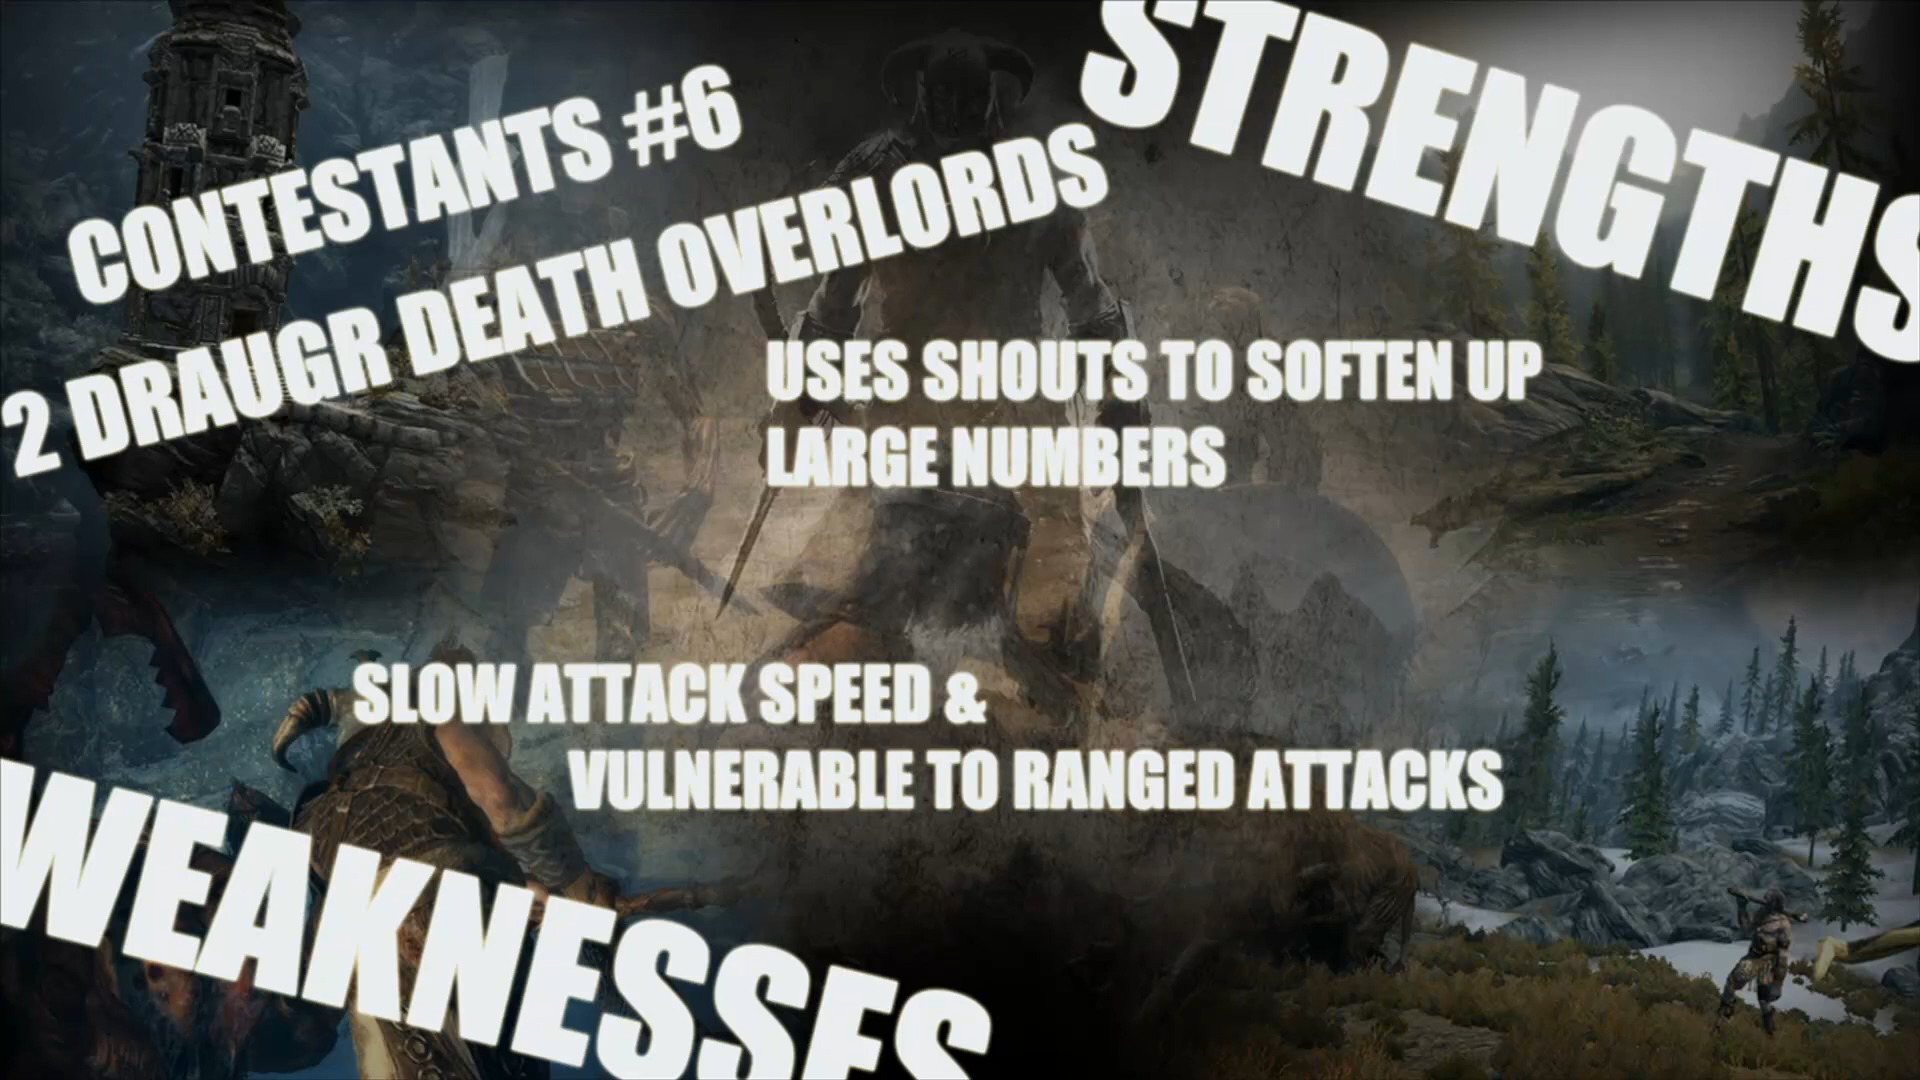 CONTESTANTS #6
2 DRAUGR DEATH OVERLORDS
STRENGTHS
USES SHOUTS TO SOFTEN UP
LARGE NUMBERS
SLOW ATTACK SPEED &
VULNERABLE TO RANGED ATTACKS
WEAKNESSES